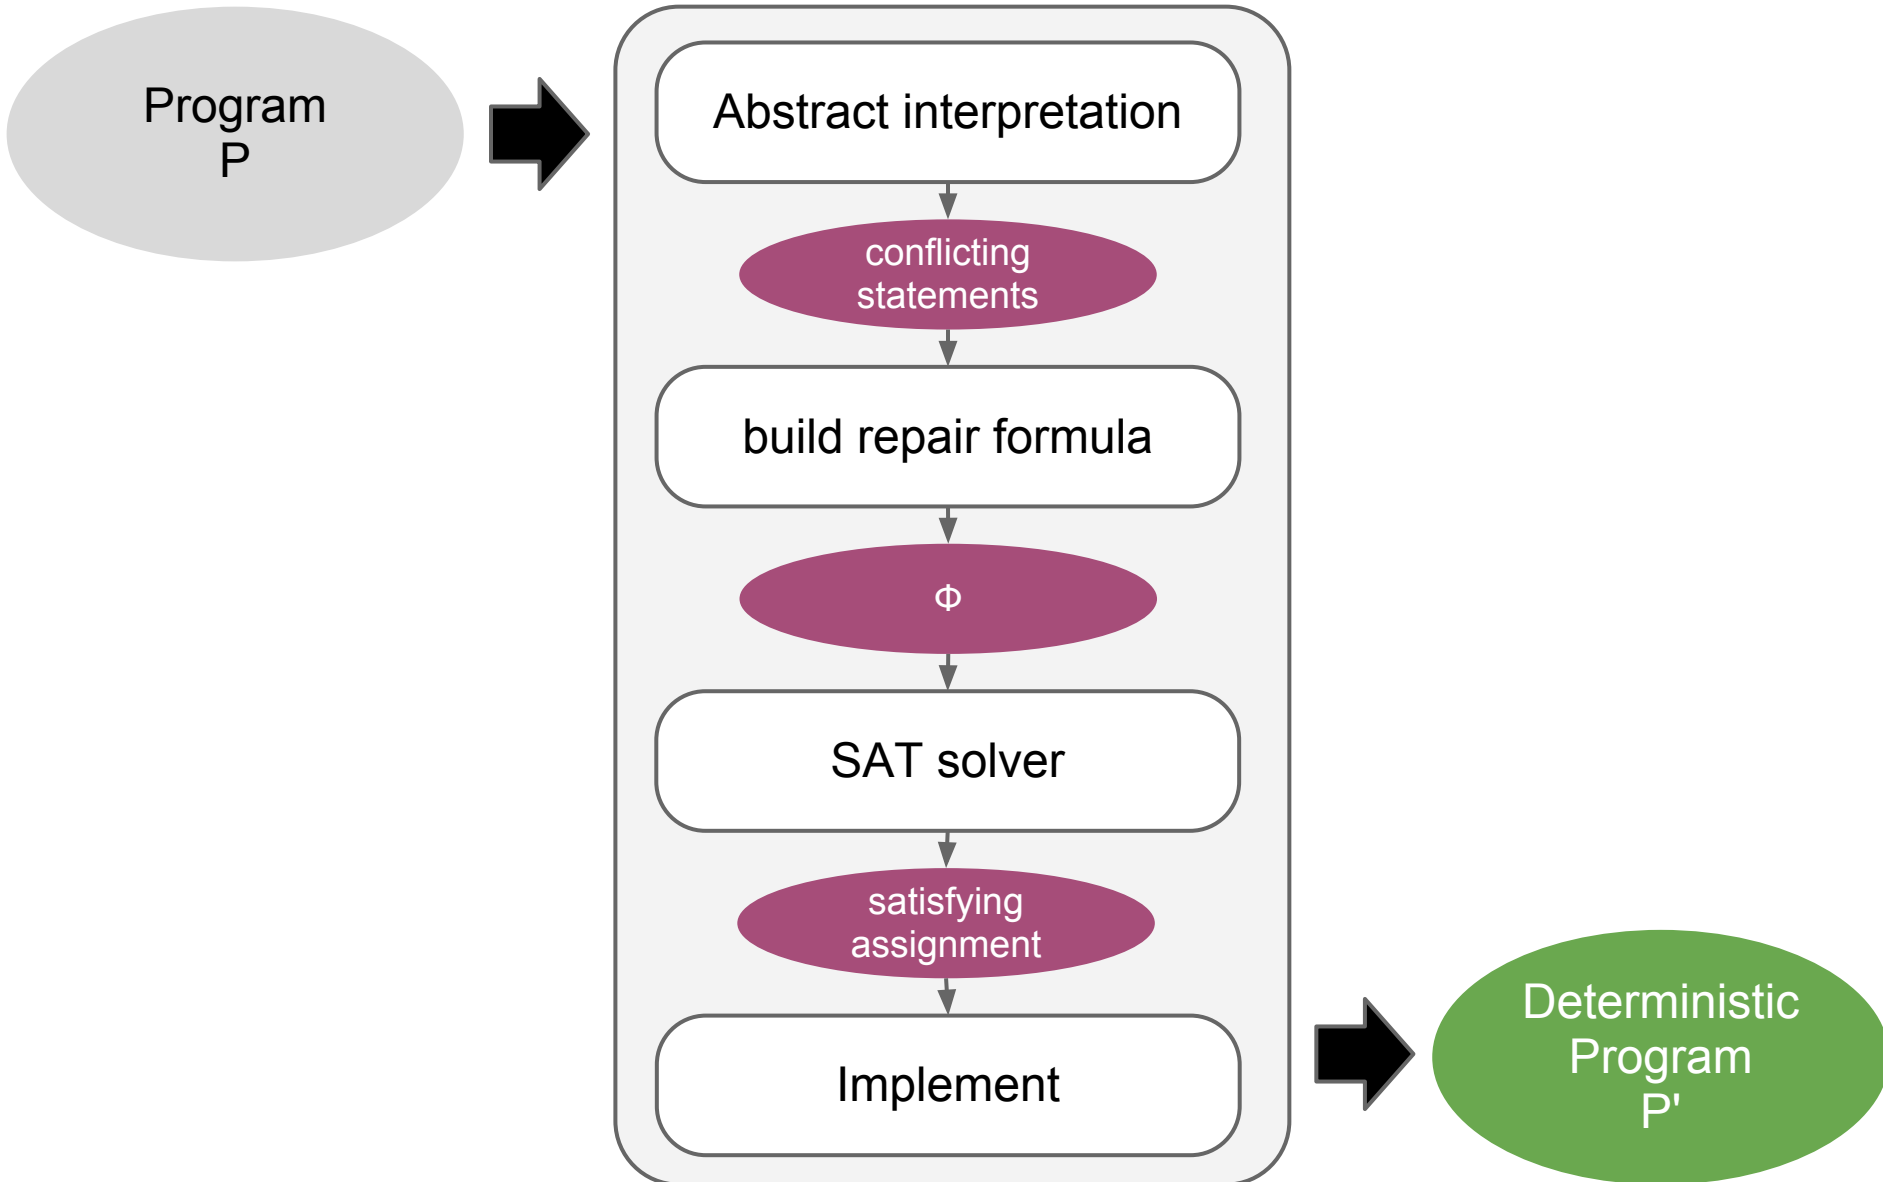 Program
P
Abstract interpretation
conflicting
statements
build repair formula
Φ
SAT solver
satisfying
assignment
Implement
Deterministic
Program
P'